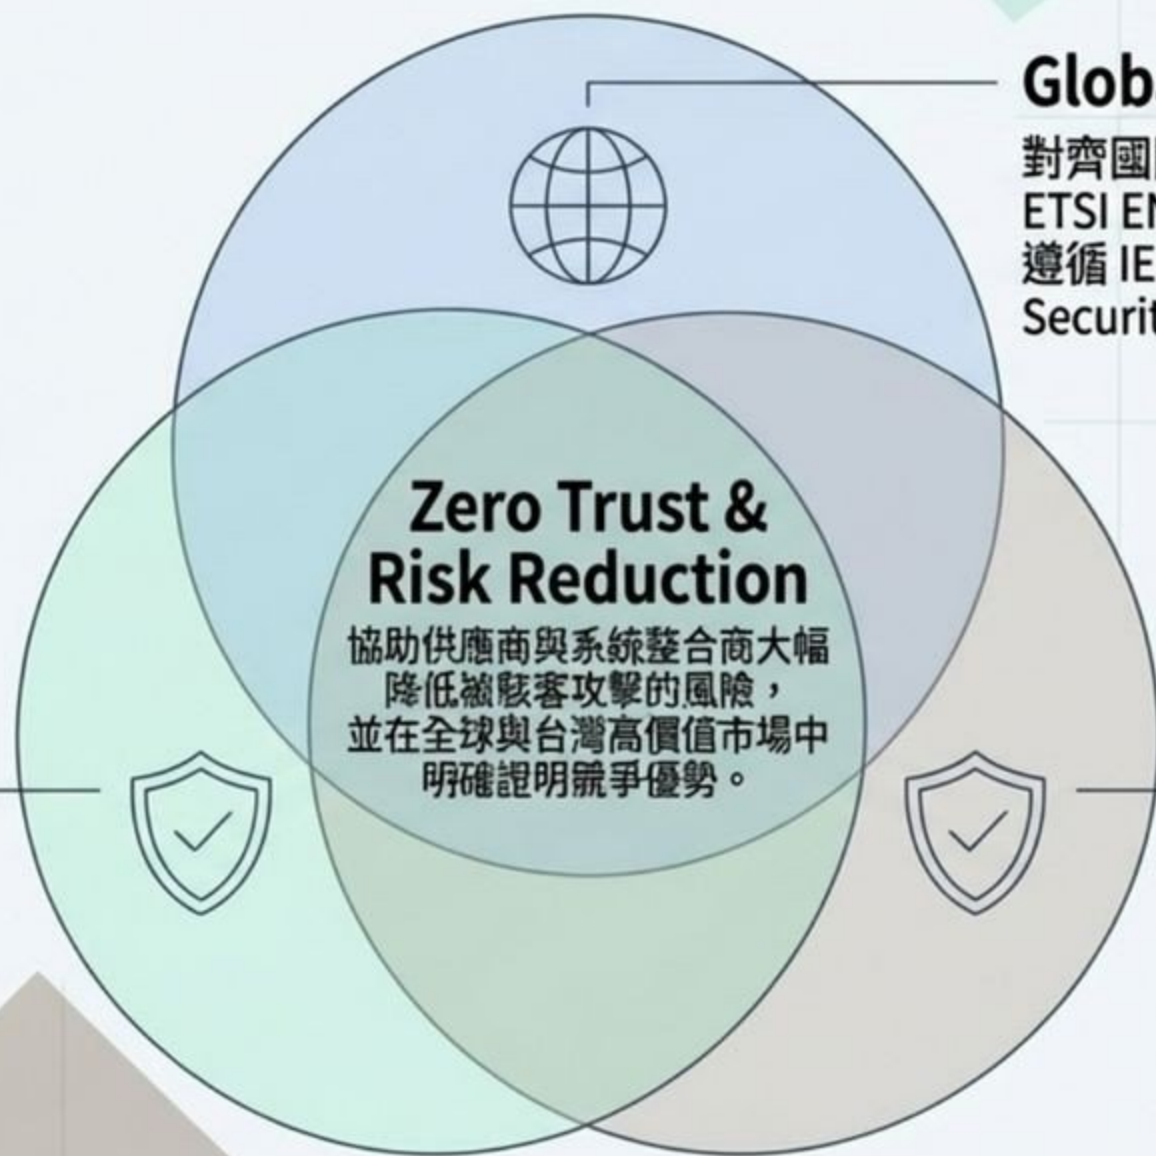 Glob
對齊國
ETSI EN
遵循 IE
Securit
Zero Trust &
Risk Reduction
協助供應商與系統整合商大幅
降低駭客攻擊的風險，
並在全球與台灣高價值市場中
明確證明競爭優勢。